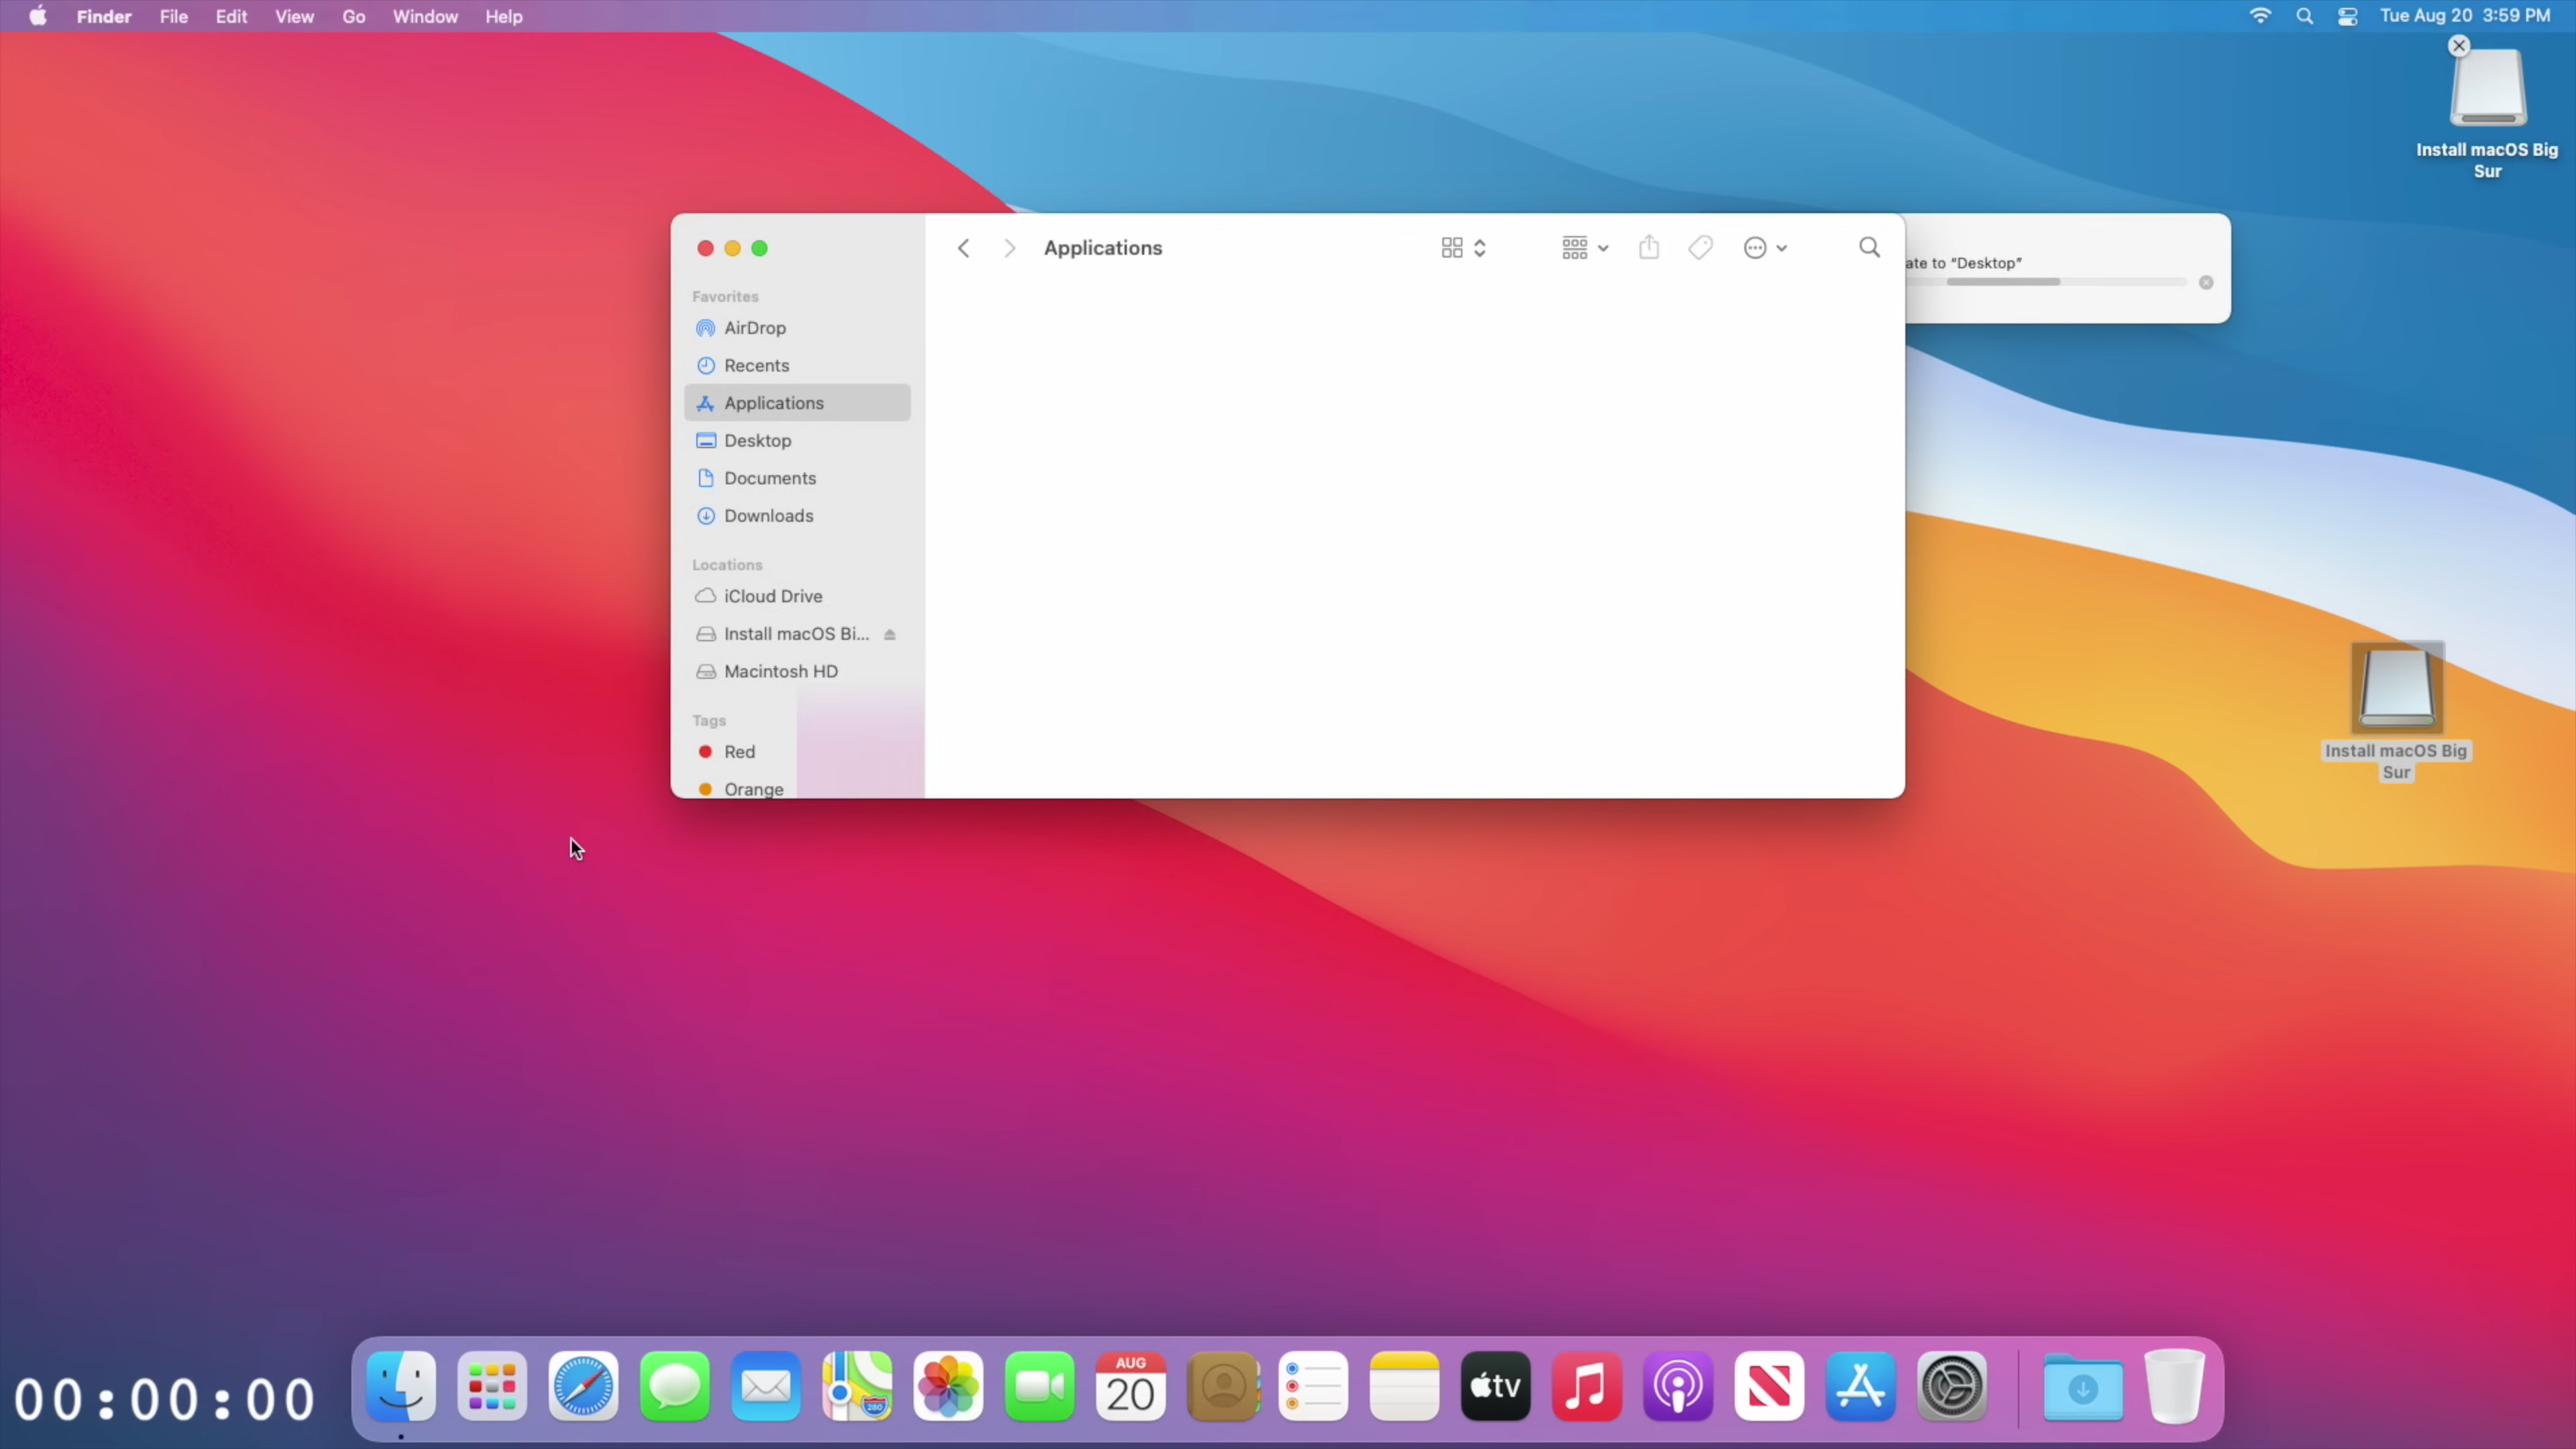 Finder File Edit View Go Window Help
Tue Aug 20 3:59 PM
Install macOS Big
Sur
Applications
ate to “Desktop”
Favorites
AirDrop
Recents
Applications
Desktop
Documents
Downloads
Locations
iCloud Drive
Install macOS Bi...
Macintosh HD
Tags
Red
Orange
Install macOS Big
Sur
00:00:00
280
AUG
20
tv